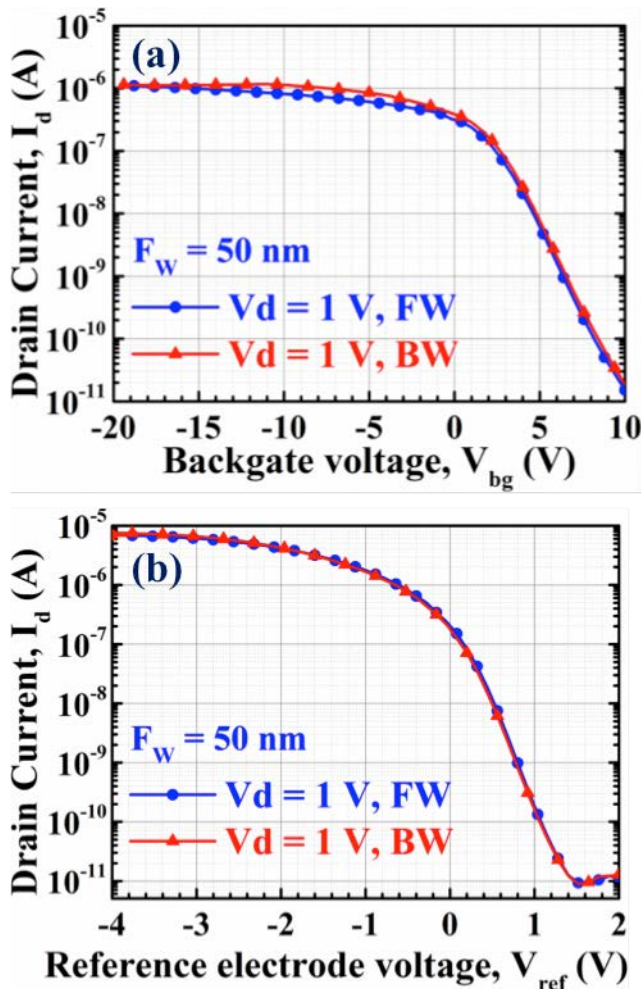 10^-5
(a)
10^-6
10^-7
10^-8
10^-9
10^-10
10^-11
Drain Current, I_d (A)
F_W = 50 nm
Vd = 1 V, FW
Vd = 1 V, BW
-20 -15 -10 -5 0 5 10
Backgate voltage, V_bg (V)
10^-5
(b)
10^-6
10^-7
10^-8
10^-9
10^-10
10^-11
Drain Current, I_d (A)
F_W = 50 nm
Vd = 1 V, FW
Vd = 1 V, BW
-4 -3 -2 -1 0 1 2
Reference electrode voltage, V_ref (V)